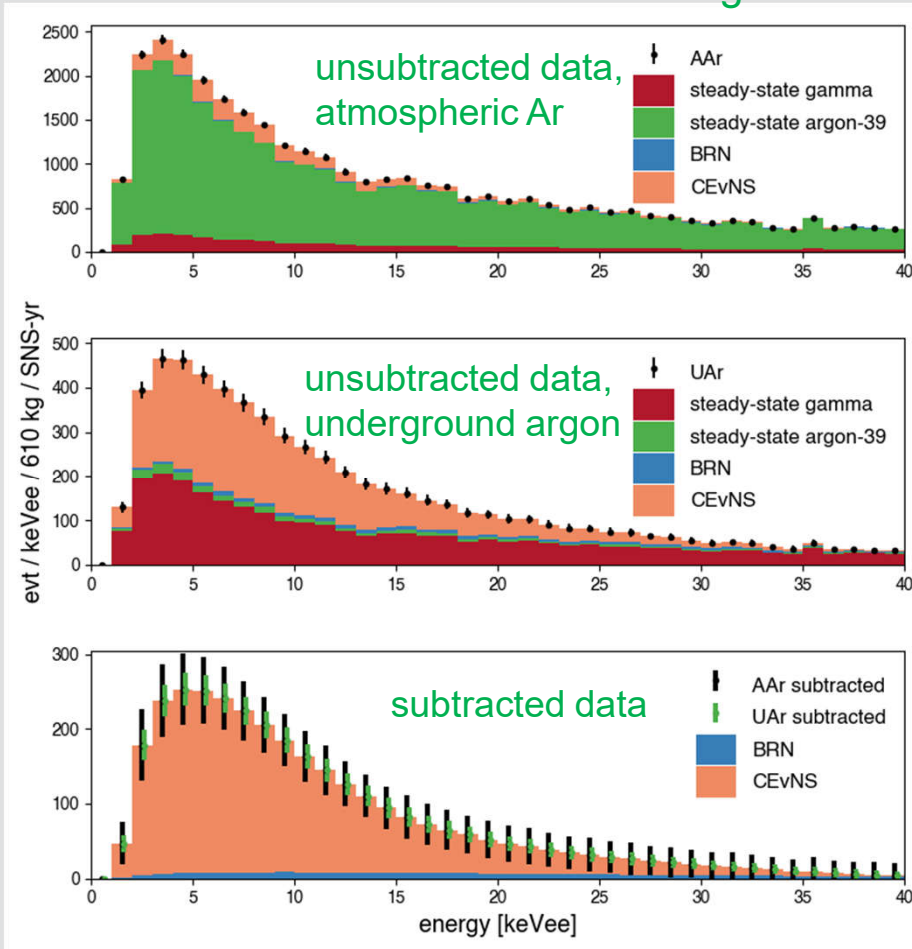 g
2500
2000
1500
1000
500
0
unsubtracted data,
atmospheric Ar
AAr
steady-state gamma
steady-state argon-39
BRN
CEvNS
0 5 10 15 20 25 30 35 40
evt / keVee / 610 kg / SNS-yr
500
400
300
200
100
0
unsubtracted data,
underground argon
UAr
steady-state gamma
steady-state argon-39
BRN
CEvNS
0 5 10 15 20 25 30 35 40
300
200
100
0
subtracted data
AAr subtracted
UAr subtracted
BRN
CEvNS
0 5 10 15 20 25 30 35 40
energy [keVee]